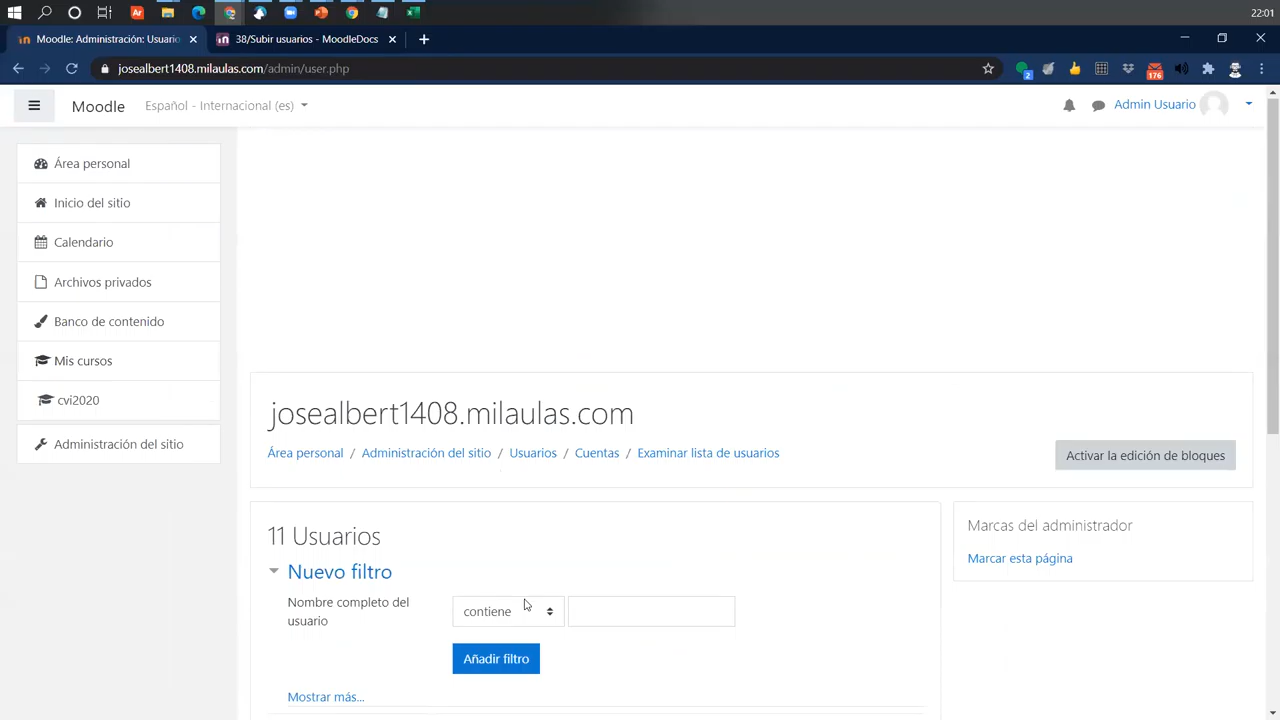 22:01
Moodle: Administración: Usuario
38/Subir usuarios - MoodleDocs
josealbert1408.milaulas.com/admin/user.php
2
176
Moodle
Español - Internacional (es)
Admin Usuario
Área personal
Inicio del sitio
Calendario
Archivos privados
Banco de contenido
Mis cursos
cvi2020
Administración del sitio
josealbert1408.milaulas.com
Área personal / Administración del sitio / Usuarios / Cuentas / Examinar lista de usuarios
Activar la edición de bloques
11 Usuarios
Nuevo filtro
Nombre completo del
usuario
contiene
Añadir filtro
Mostrar más...
Marcas del administrador
Marcar esta página